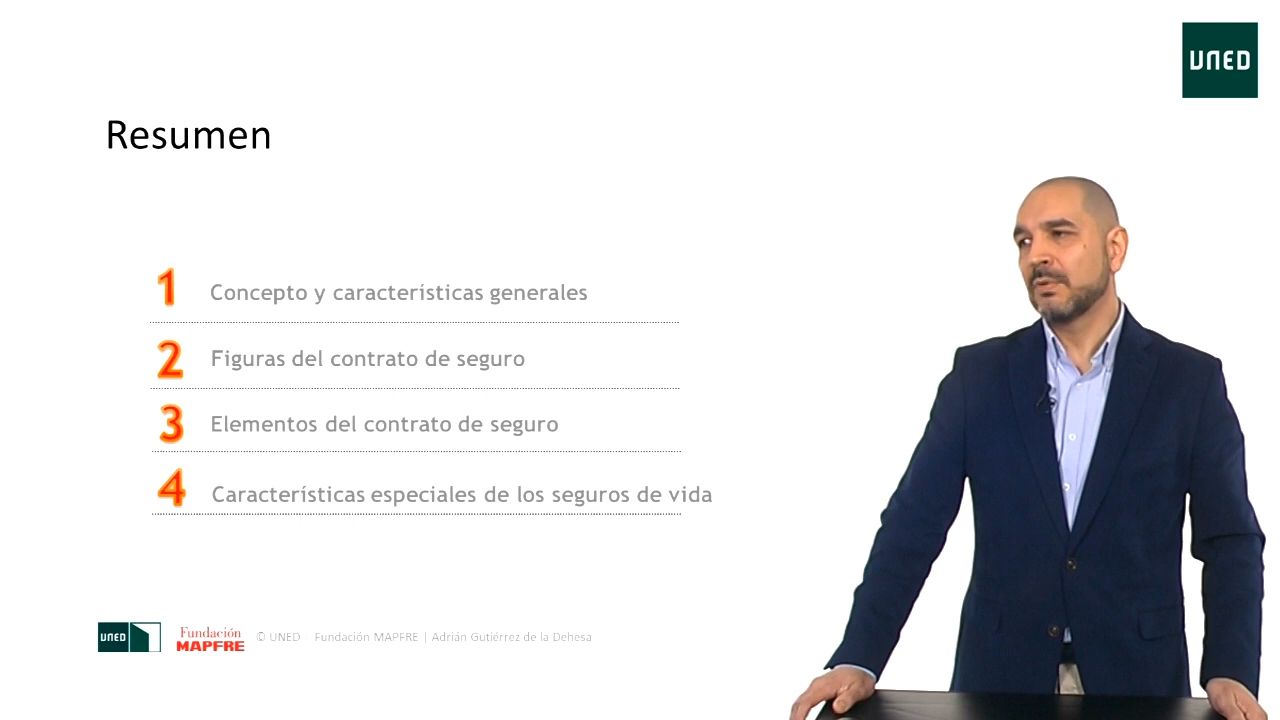 UNED
Resumen
1 Concepto y características generales
2 Figuras del contrato de seguro
3 Elementos del contrato de seguro
4 Características especiales de los seguros de vida
UNED Fundación MAPFRE © UNED Fundación MAPFRE | Adrián Gutiérrez de la Dehesa